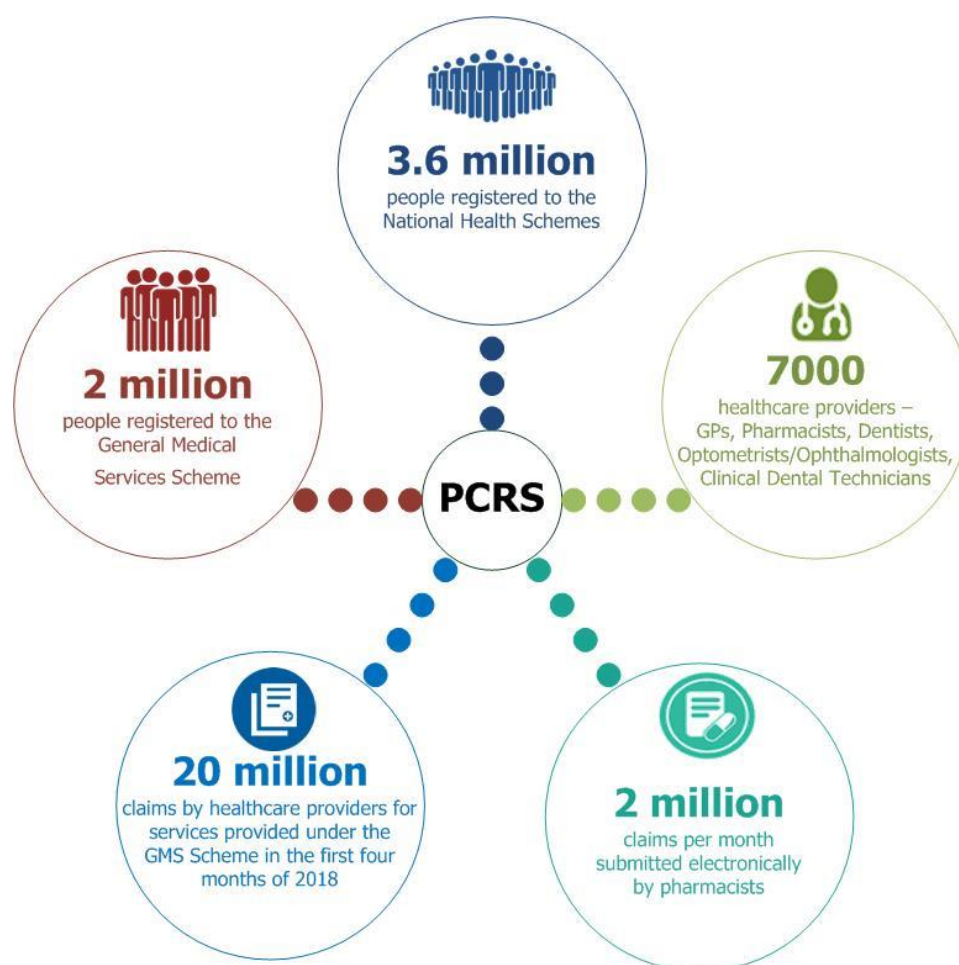 3.6 million
people registered to the
National Health Schemes
2 million
people registered to the
General Medical
Services Scheme
7000
healthcare providers –
GPs, Pharmacists, Dentists,
Optometrists/Ophthalmologists,
Clinical Dental Technicians
PCRS
20 million
claims by healthcare providers for
services provided under the
GMS Scheme in the first four
months of 2018
2 million
claims per month
submitted electronically
by pharmacists